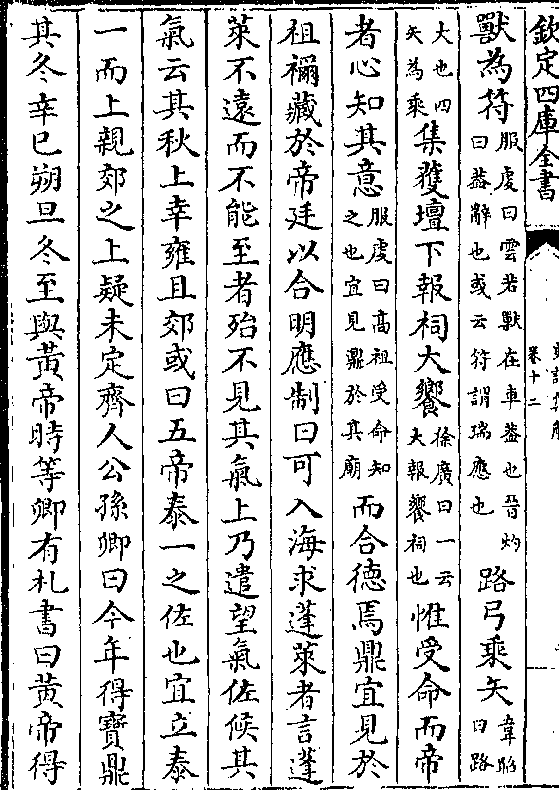 欽定四庫全書
卷十二
獸為符服虔曰雲若獸在車蓋也晉灼曰蓋辭也或云符謂瑞應也路弓乘矢韋昭曰路
大也四矢為乘集獲壇下報祠大饗徐廣曰一云大報饗祠也惟受命而帝
者心知其意服虔曰高祖受命知之也宜見鼎於其廟而合德焉鼎宜見於
祖禰藏於帝廷以合明應制曰可入海求蓬萊者言蓬
萊不遠而不能至者殆不見其氣上乃遣望氣佐候其
氣云其秋上幸雍且郊或曰五帝泰一之佐也宜立泰
一而上親郊之上疑未定齊人公孫卿曰今年得寶鼎
其冬辛巳朔旦冬至與黃帝時等卿有札書曰黃帝得